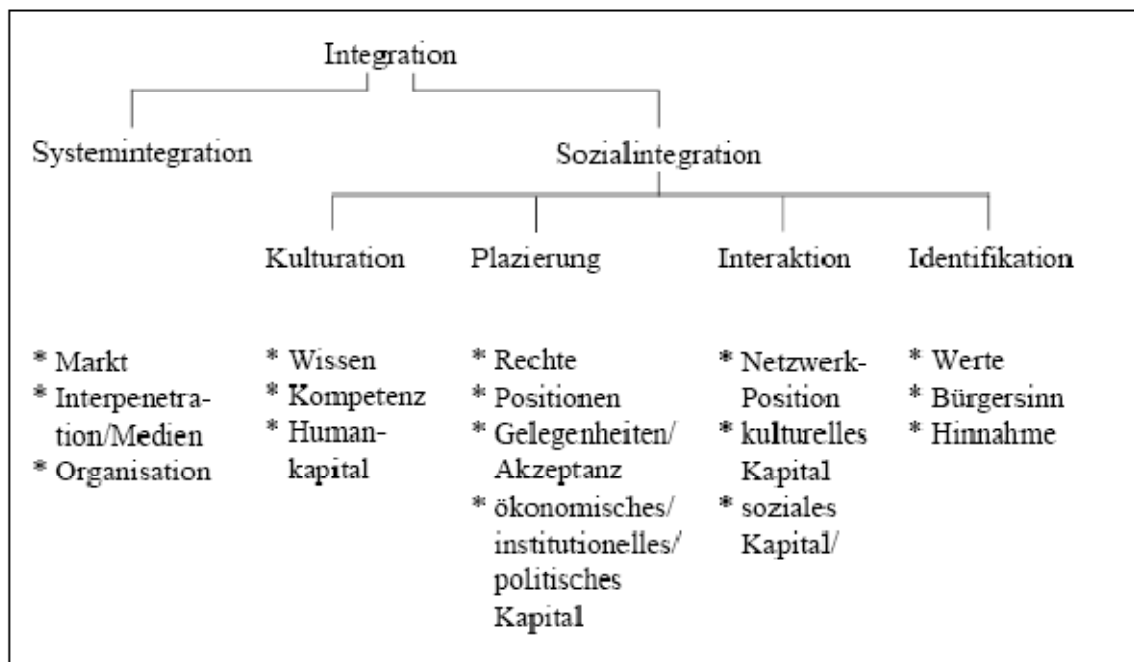 Integration
Systemintegration
Sozialintegration
Kulturation
Plazierung
Interaktion
Identifikation
* Markt
* Interpenetra-
tion/Medien
* Organisation
* Wissen
* Kompetenz
* Human-
kapital
* Rechte
* Positionen
* Gelegenheiten/
Akzeptanz
* ökonomisches/
institutionelles/
politisches
Kapital
* Netzwerk-
Position
* kulturelles
Kapital
* soziales
Kapital/
* Werte
* Bürgersinn
* Hinnahme